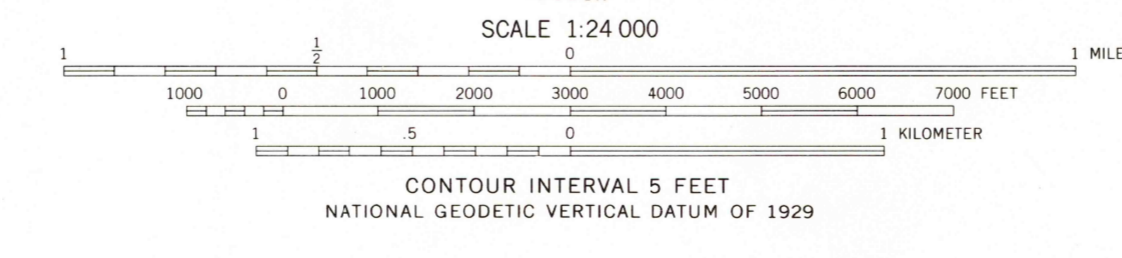 SCALE 1:24 000
1 1/2 0 1 MILE
1000 0 1000 2000 3000 4000 5000 6000 7000 FEET
1 .5 0 1 KILOMETER
CONTOUR INTERVAL 5 FEET
NATIONAL GEODETIC VERTICAL DATUM OF 1929